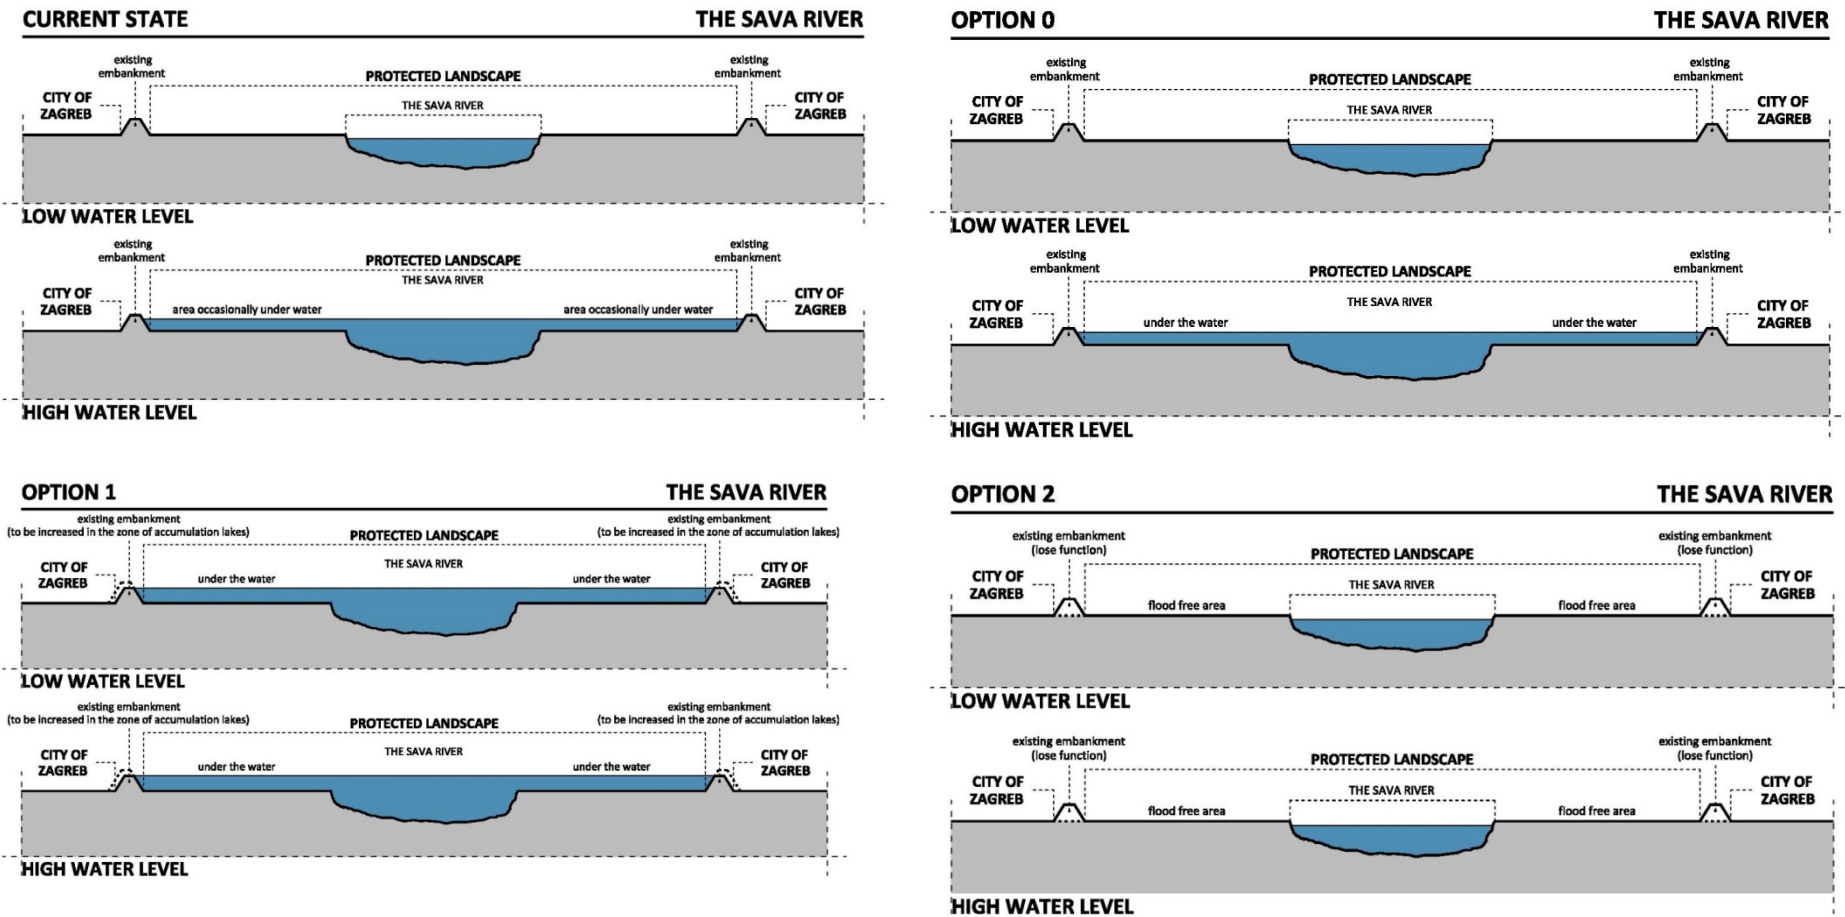 CURRENT STATE THE SAVA RIVER
existing
embankment
existing
embankment
PROTECTED LANDSCAPE
CITY OF
ZAGREB
THE SAVA RIVER
CITY OF
ZAGREB
LOW WATER LEVEL
existing
embankment
existing
embankment
PROTECTED LANDSCAPE
THE SAVA RIVER
CITY OF
ZAGREB
area occasionally under water
area occasionally under water
CITY OF
ZAGREB
HIGH WATER LEVEL
OPTION 0 THE SAVA RIVER
existing
embankment
existing
embankment
PROTECTED LANDSCAPE
CITY OF
ZAGREB
THE SAVA RIVER
CITY OF
ZAGREB
LOW WATER LEVEL
existing
embankment
existing
embankment
PROTECTED LANDSCAPE
CITY OF
ZAGREB
THE SAVA RIVER
under the water
under the water
CITY OF
ZAGREB
HIGH WATER LEVEL
OPTION 1 THE SAVA RIVER
existing embankment
(to be increased in the zone of accumulation lakes)
existing embankment
(to be increased in the zone of accumulation lakes)
PROTECTED LANDSCAPE
THE SAVA RIVER
CITY OF
ZAGREB
under the water
under the water
CITY OF
ZAGREB
LOW WATER LEVEL
existing embankment
(to be increased in the zone of accumulation lakes)
existing embankment
(to be increased in the zone of accumulation lakes)
PROTECTED LANDSCAPE
THE SAVA RIVER
CITY OF
ZAGREB
under the water
under the water
CITY OF
ZAGREB
HIGH WATER LEVEL
OPTION 2 THE SAVA RIVER
existing embankment
(lose function)
existing embankment
(lose function)
PROTECTED LANDSCAPE
CITY OF
ZAGREB
THE SAVA RIVER
flood free area
flood free area
CITY OF
ZAGREB
LOW WATER LEVEL
existing embankment
(lose function)
existing embankment
(lose function)
PROTECTED LANDSCAPE
CITY OF
ZAGREB
THE SAVA RIVER
flood free area
flood free area
CITY OF
ZAGREB
HIGH WATER LEVEL